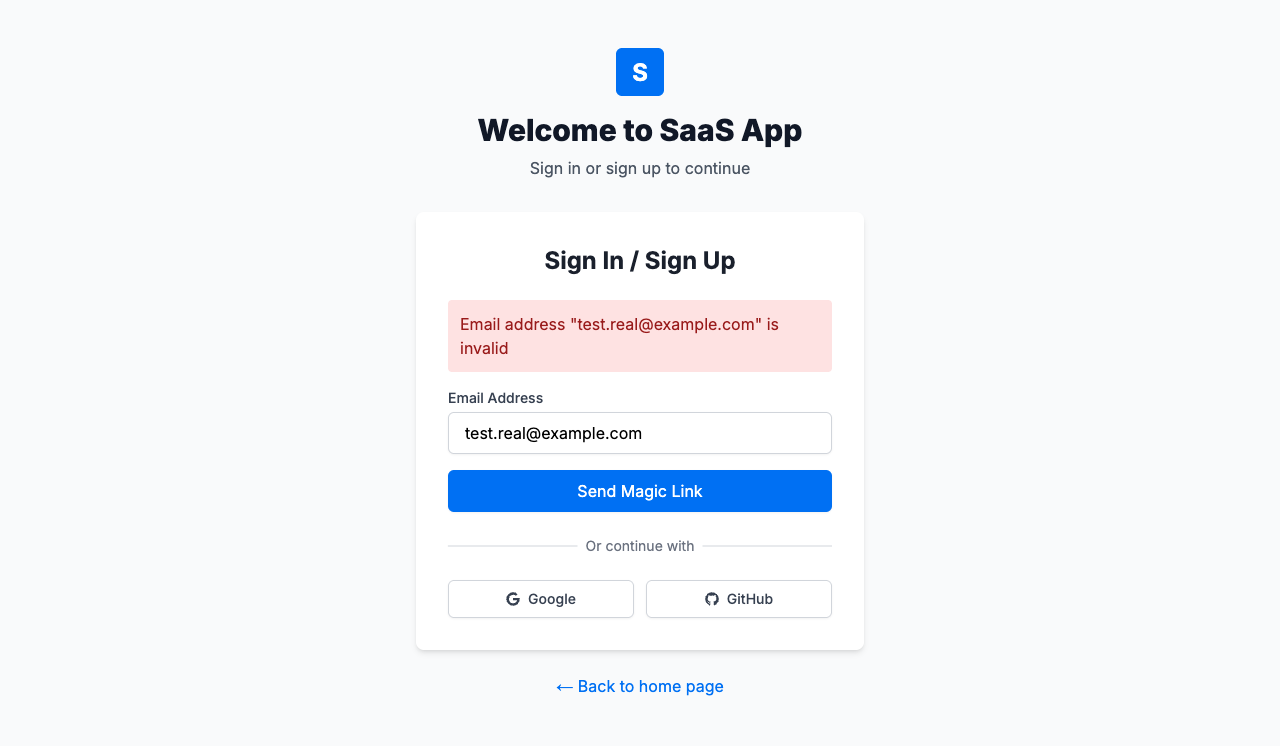 S
Welcome to SaaS App
Sign in or sign up to continue
Sign In / Sign Up
Email address "test.real@example.com" is
invalid
Email Address
test.real@example.com
Send Magic Link
Or continue with
Google
GitHub
← Back to home page